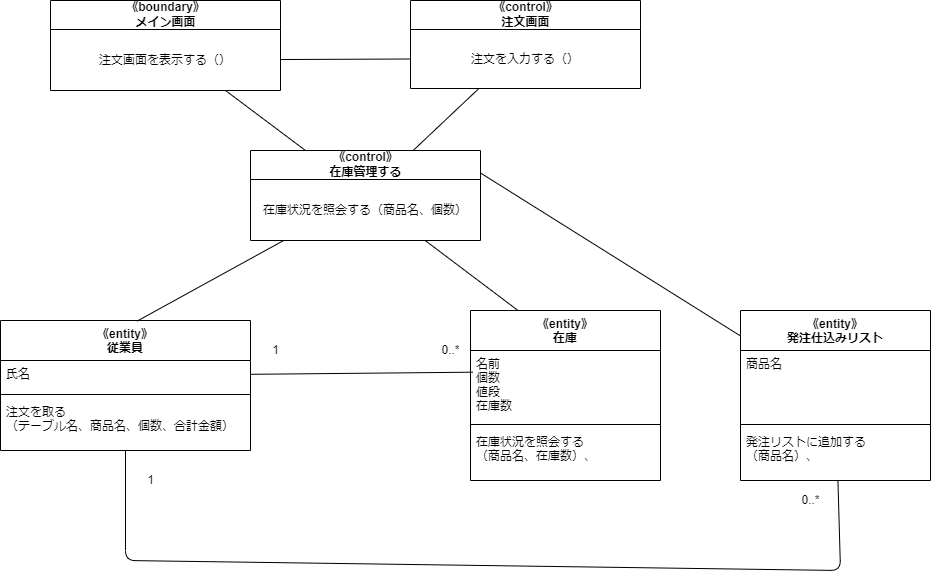 《boundary》
メイン画面
注文画面を表示する（）
《control》
注文画面
注文を入力する（）
《control》
在庫管理する
在庫状況を照会する（商品名、個数）
《entity》
従業員
氏名
注文を取る
（テーブル名、商品名、個数、合計金額）
1
0..*
《entity》
在庫
名前
個数
値段
在庫数
在庫状況を照会する
（商品名、在庫数）、
《entity》
発注仕込みリスト
商品名
発注リストに追加する
（商品名）、
1
0..*